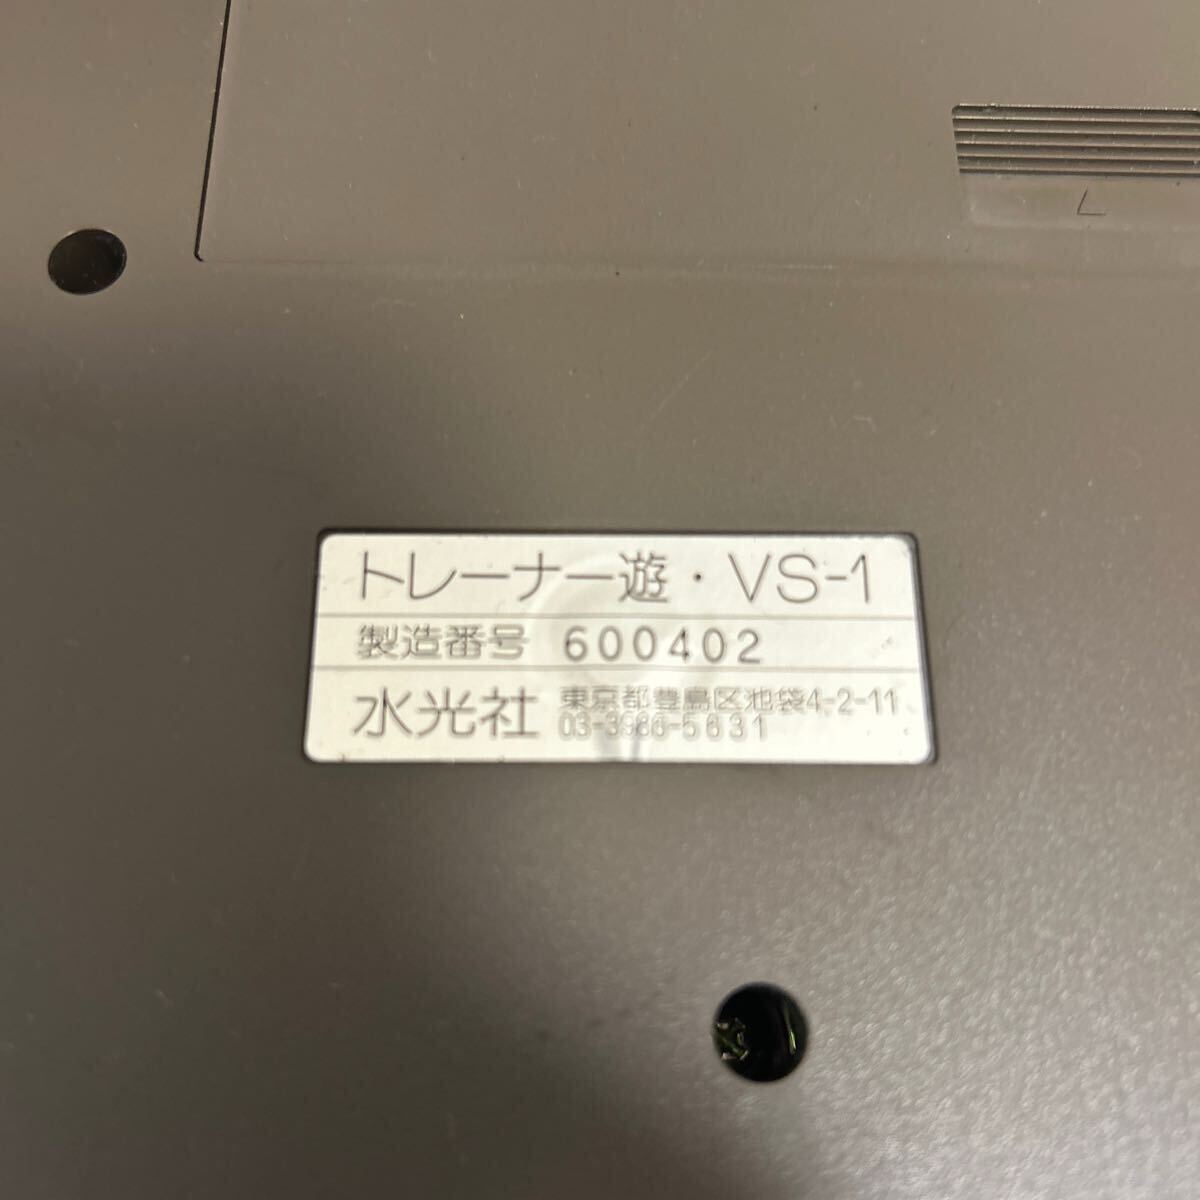 トレーナー遊・VS-1
製造番号 600402
水光社 東京都豊島区池袋4-2-11
03-3986-5631